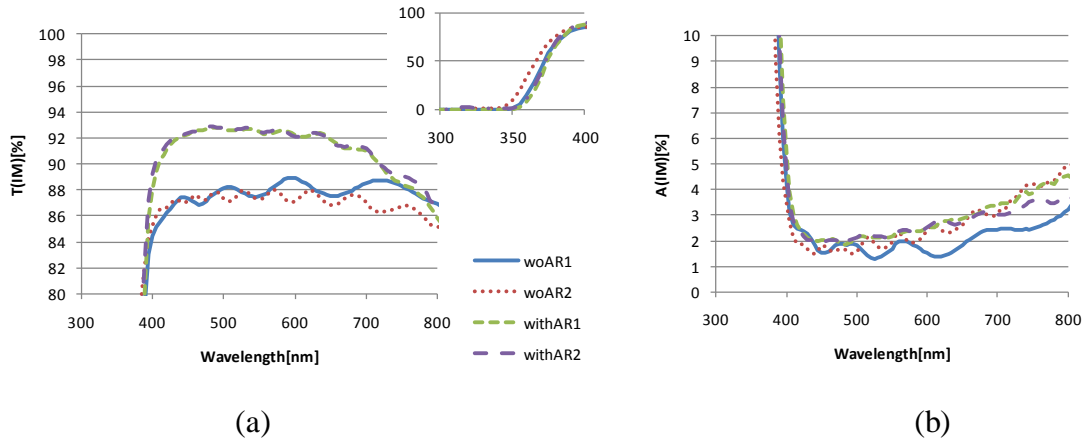 100
98
96
94
92
90
88
86
84
82
80
T(IM)[%]
300 400 500 600 700 800
Wavelength[nm]
100
50
0
300 350 400
woAR1
woAR2
withAR1
withAR2
(a)
10
9
8
7
6
5
4
3
2
1
0
A(IM)[%]
300 400 500 600 700 800
Wavelength[nm]
(b)